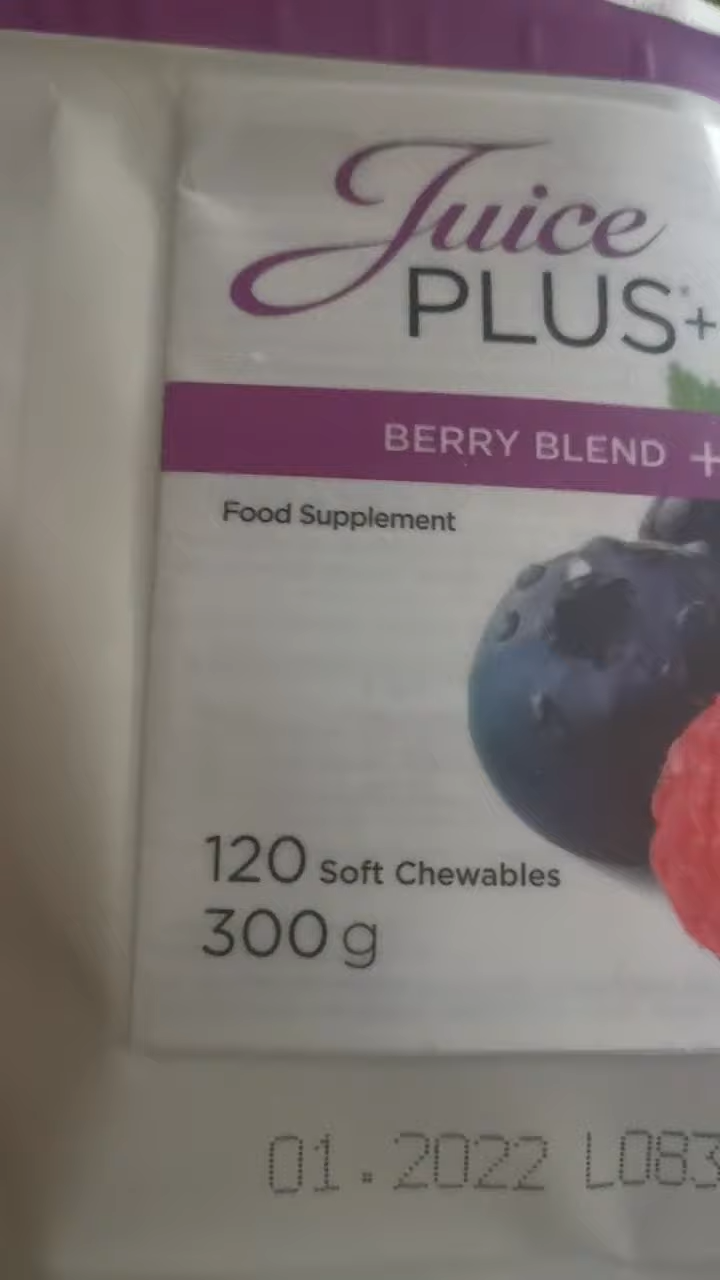 Juice
PLUS+
BERRY BLEND +
Food Supplement
120 Soft Chewables
300 g
01.2022 L083